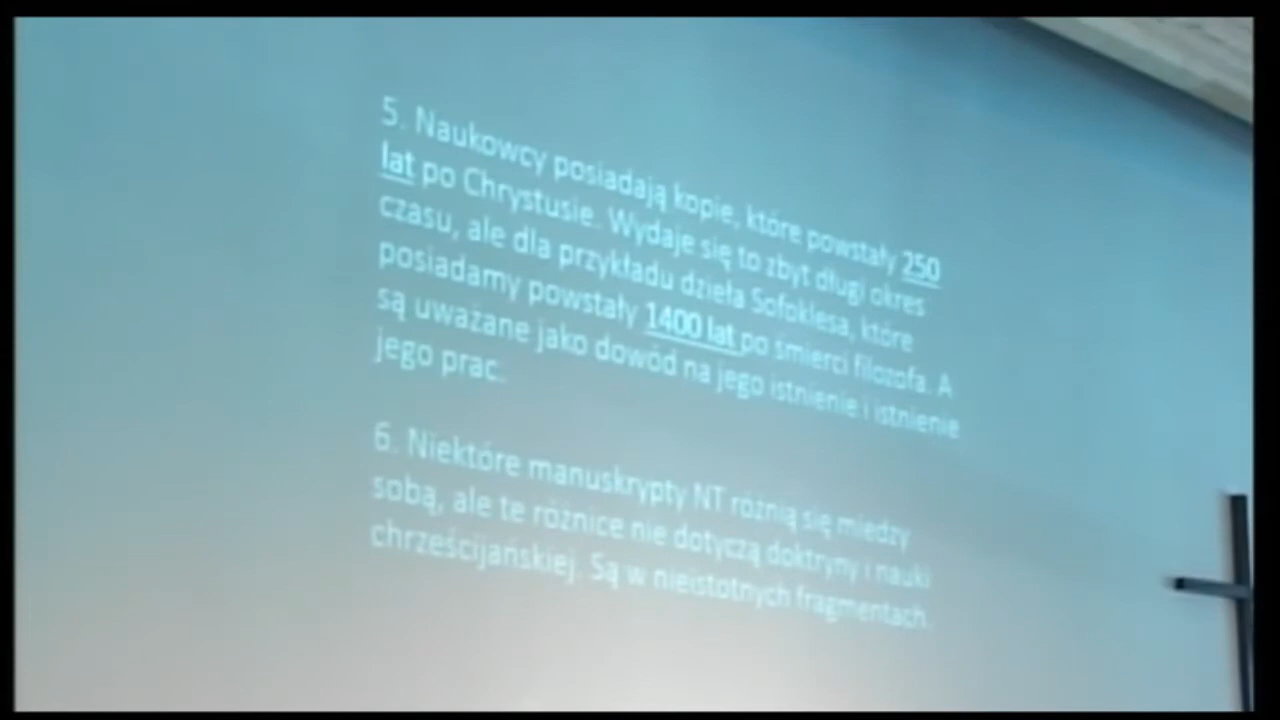 5. Naukowcy posiadają kopie, które powstały 250
lat po Chrystusie. Wydaje się to zbyt długi okres
czasu, ale dla przykładu dzieła Sofoklesa, które
posiadamy powstały 1400 lat po śmierci filozofa. A
są uważane jako dowód na jego istnienie i istnienie
jego prac.
6. Niektóre manuskrypty NT różnią się miedzy
sobą, ale te różnice nie dotyczą doktryny i nauki
chrześcijańskiej. Są w nieistotnych fragmentach.